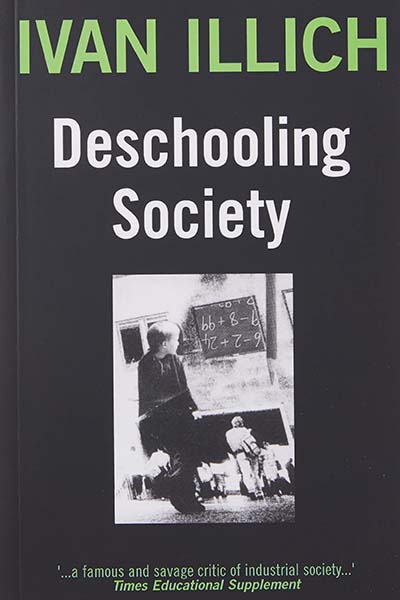 IVAN ILLICH
Deschooling
Society
'...a famous and savage critic of industrial society...'
Times Educational Supplement